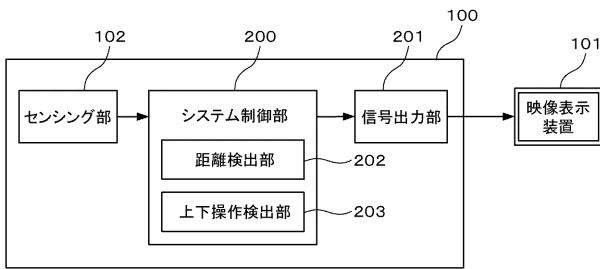 102
200
201
100
101
センシング部
システム制御部
信号出力部
映像表示
装置
距離検出部
202
上下操作検出部
203